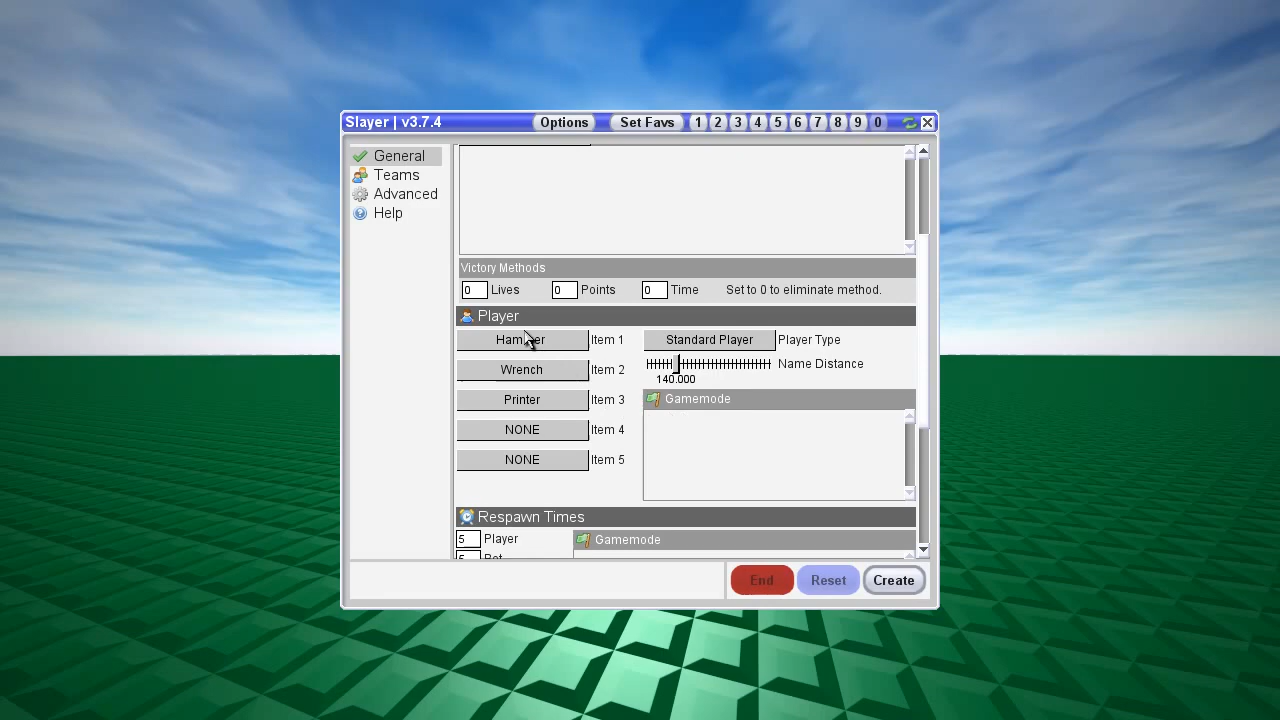 Slayer | v3.7.4 Options Set Favs 1 2 3 4 5 6 7 8 9 0
General
Teams
Advanced
Help
Victory Methods
0 Lives 0 Points 0 Time Set to 0 to eliminate method.
Player
Hammer Item 1 Standard Player Player Type
Wrench Item 2 Name Distance
140.000
Printer Item 3 Gamemode
NONE Item 4
NONE Item 5
Respawn Times
5 Player Gamemode
5 Bot
End Reset Create